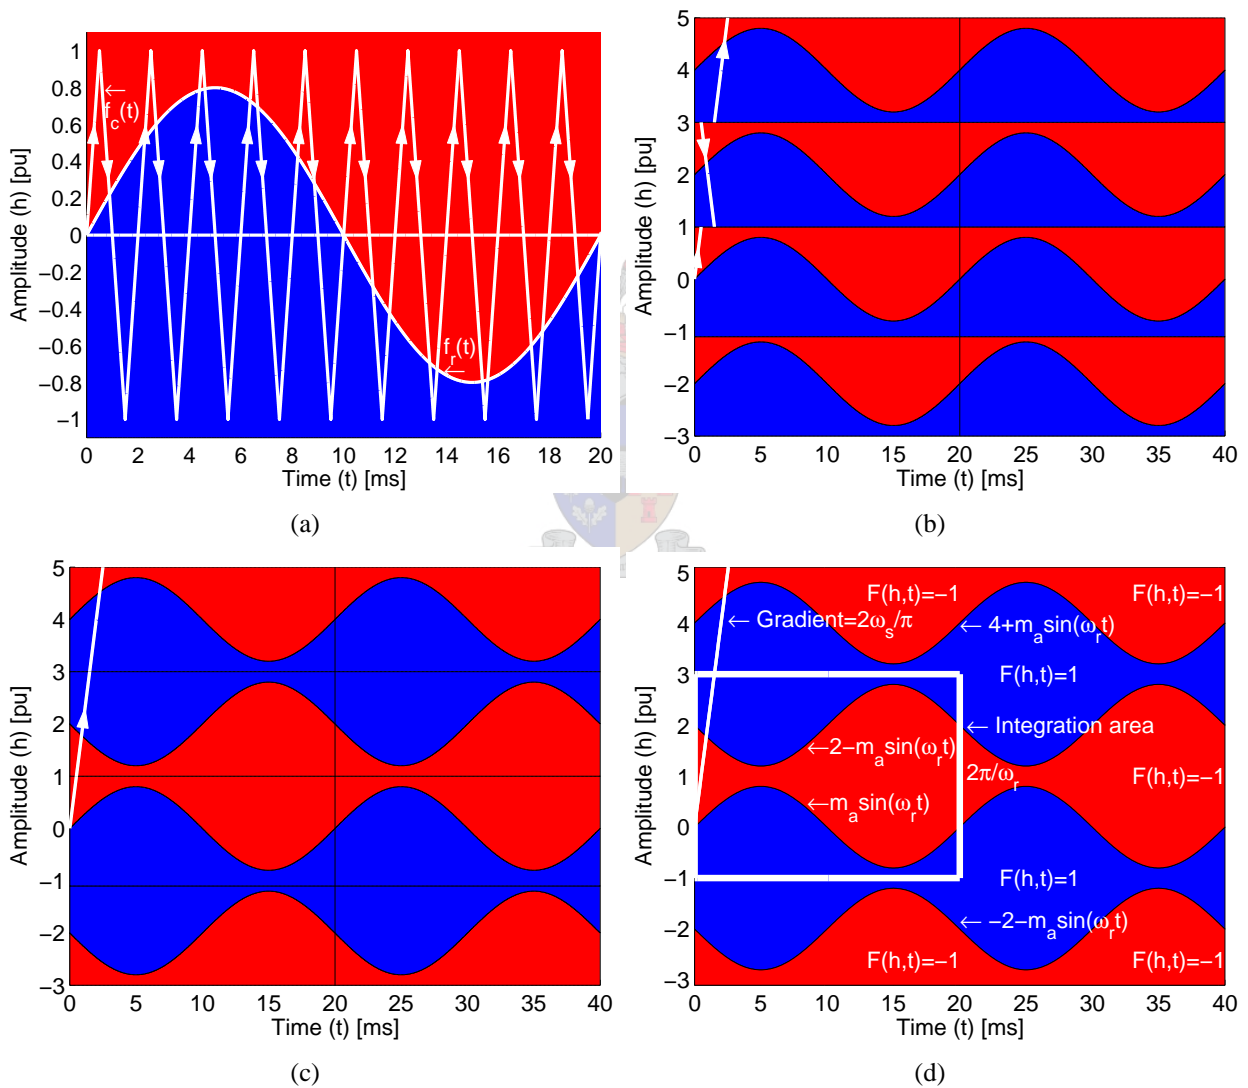 1
0.8
0.6
0.4
0.2
0
−0.2
−0.4
−0.6
−0.8
−1
Amplitude (h) [pu]
← f_c(t)
f_r(t) ←
0 2 4 6 8 10 12 14 16 18 20
Time (t) [ms]
(a)
5
4
3
2
1
0
−1
−2
−3
Amplitude (h) [pu]
0 5 10 15 20 25 30 35 40
Time (t) [ms]
(b)
5
4
3
2
1
0
−1
−2
−3
Amplitude (h) [pu]
0 5 10 15 20 25 30 35 40
Time (t) [ms]
(c)
5
4
3
2
1
0
−1
−2
−3
Amplitude (h) [pu]
F(h,t)=−1 F(h,t)=−1
← Gradient=2ω_s/π ← 4+m_a sin(ω_r t)
F(h,t)=1
← Integration area
←2−m_a sin(ω_r t)
2π/ω_r F(h,t)=−1
←m_a sin(ω_r t)
F(h,t)=1
← −2−m_a sin(ω_r t)
F(h,t)=−1 F(h,t)=−1
0 5 10 15 20 25 30 35 40
Time (t) [ms]
(d)